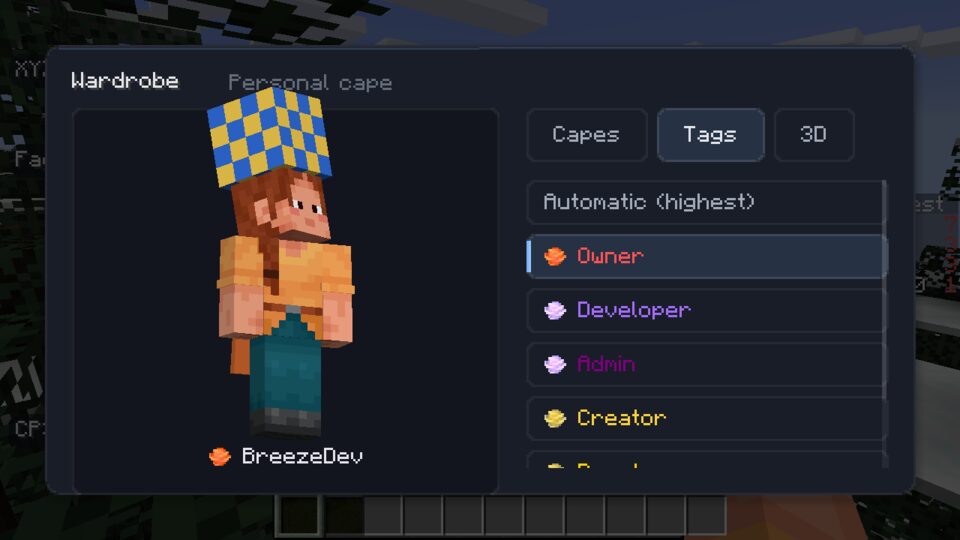 Wardrobe
Personal cape
Capes
Tags
3D
Automatic (highest)
Owner
Developer
Admin
Creator
BreezeDev